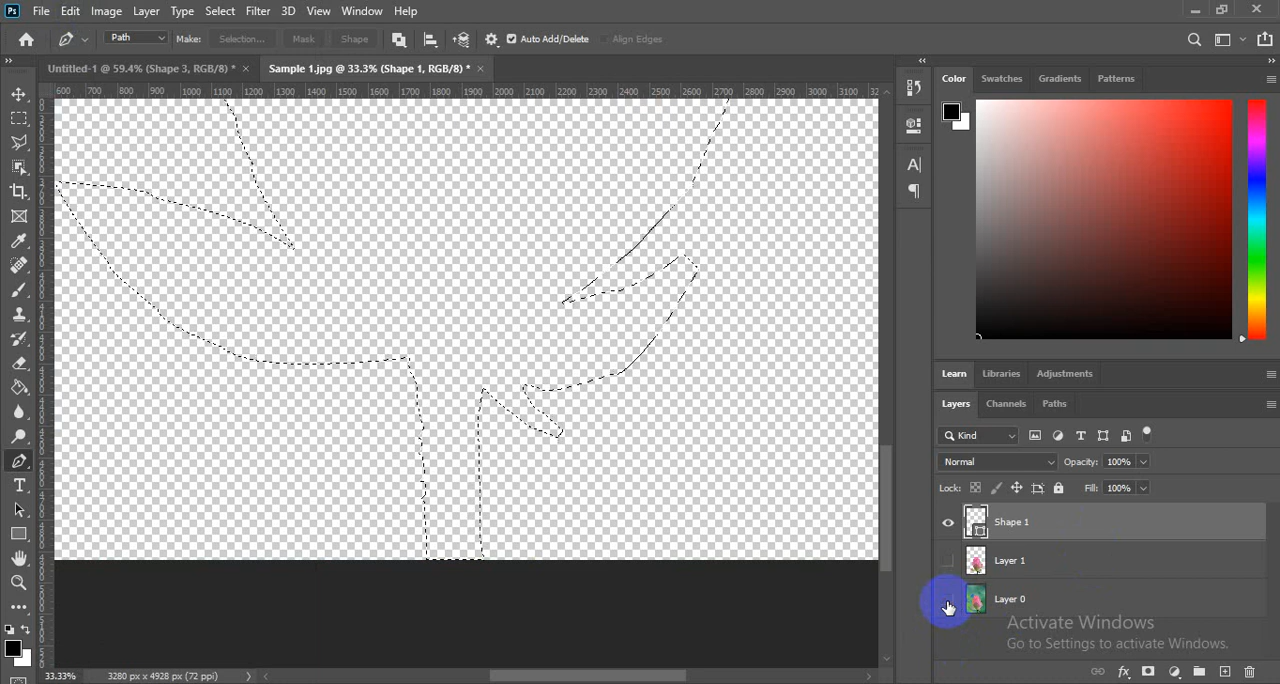 Ps File Edit Image Layer Type Select Filter 3D View Window Help
Path Make: Selection... Mask Shape Auto Add/Delete Align Edges
Untitled-1 @ 59.4% (Shape 3, RGB/8) * × Sample 1.jpg @ 33.3% (Shape 1, RGB/8) * ×
600 700 800 900 1000 1100 1200 1300 1400 1500 1600 1700 1800 1900 2000 2100 2200 2300 2400 2500 2600 2700 2800 2900 3000 3100
Color Swatches Gradients Patterns
Learn Libraries Adjustments
Layers Channels Paths
Kind
Normal Opacity: 100%
Lock: Fill: 100%
Shape 1
Layer 1
Layer 0
Activate Windows
Go to Settings to activate Windows.
33.33% 3280 px x 4928 px (72 ppi)